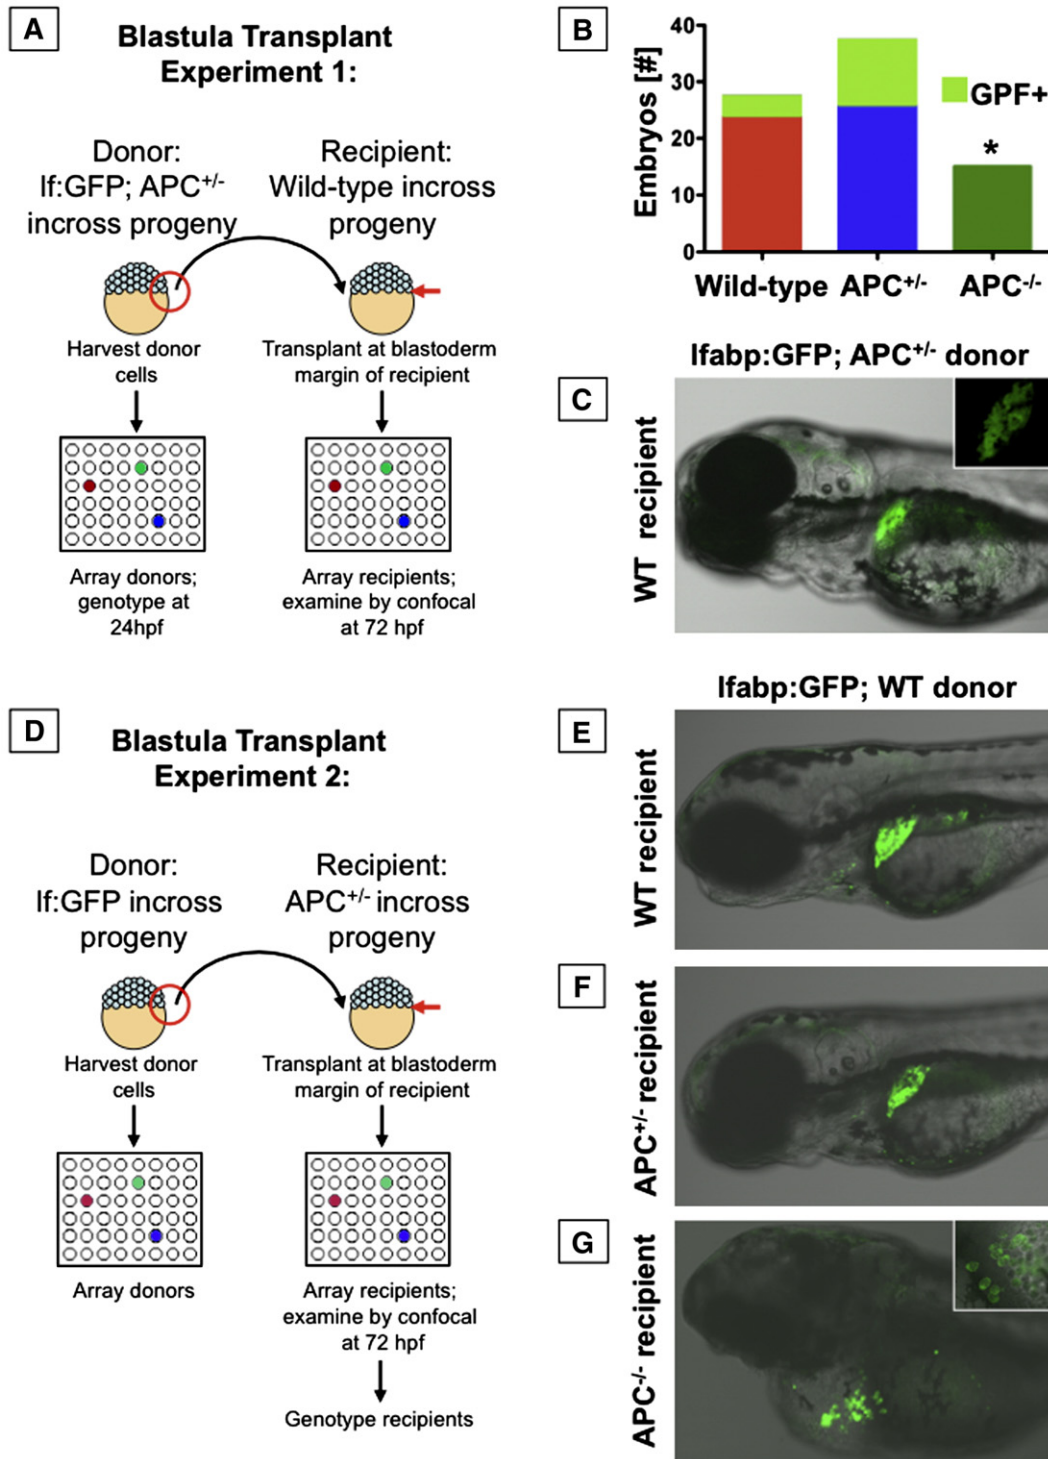 A
Blastula Transplant
Experiment 1:
Donor:
lf:GFP; APC+/-
incross progeny
Recipient:
Wild-type incross
progeny
Harvest donor
cells
Transplant at blastoderm
margin of recipient
Array donors;
genotype at
24hpf
Array recipients;
examine by confocal
at 72 hpf
B
Embryos [#]
40
30
20
10
0
GPF+
*
Wild-type
APC+/-
APC-/-
lfabp:GFP; APC+/- donor
C
WT recipient
D
Blastula Transplant
Experiment 2:
Donor:
lf:GFP incross
progeny
Recipient:
APC+/- incross
progeny
Harvest donor
cells
Transplant at blastoderm
margin of recipient
Array donors
Array recipients;
examine by confocal
at 72 hpf
Genotype recipients
lfabp:GFP; WT donor
E
WT recipient
F
APC+/- recipient
G
APC-/- recipient